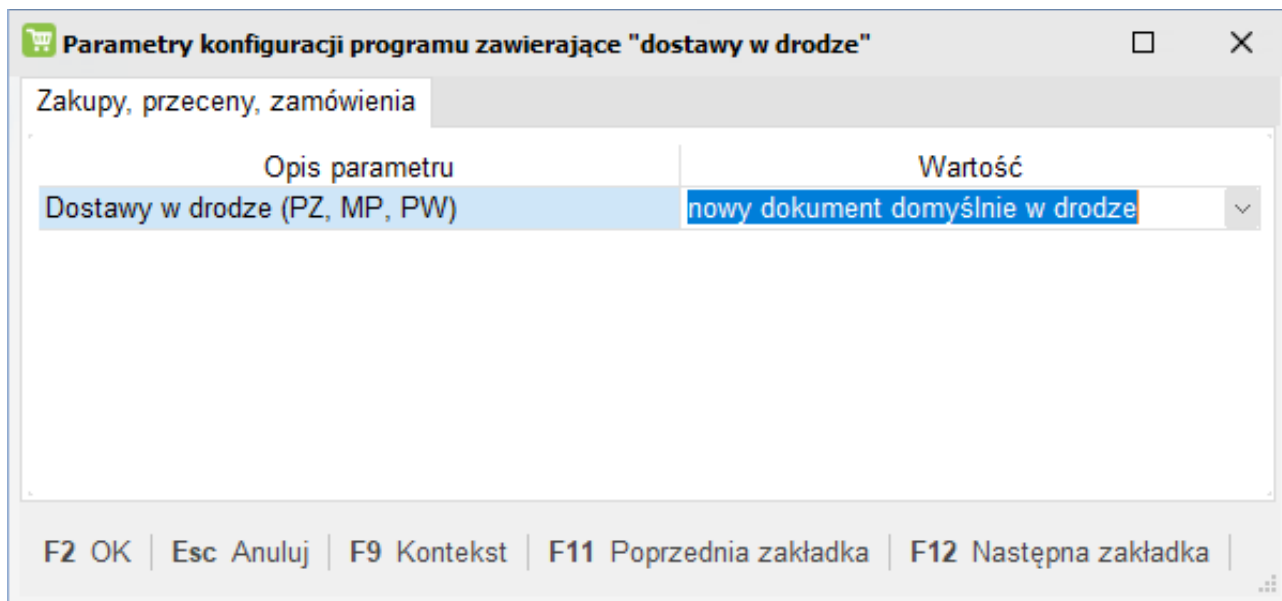 Parametry konfiguracji programu zawierające "dostawy w drodze"
Zakupy, przeceny, zamówienia
Opis parametru Wartość
Dostawy w drodze (PZ, MP, PW) nowy dokument domyślnie w drodze
F2 OK Esc Anuluj F9 Kontekst F11 Poprzednia zakładka F12 Następna zakładka